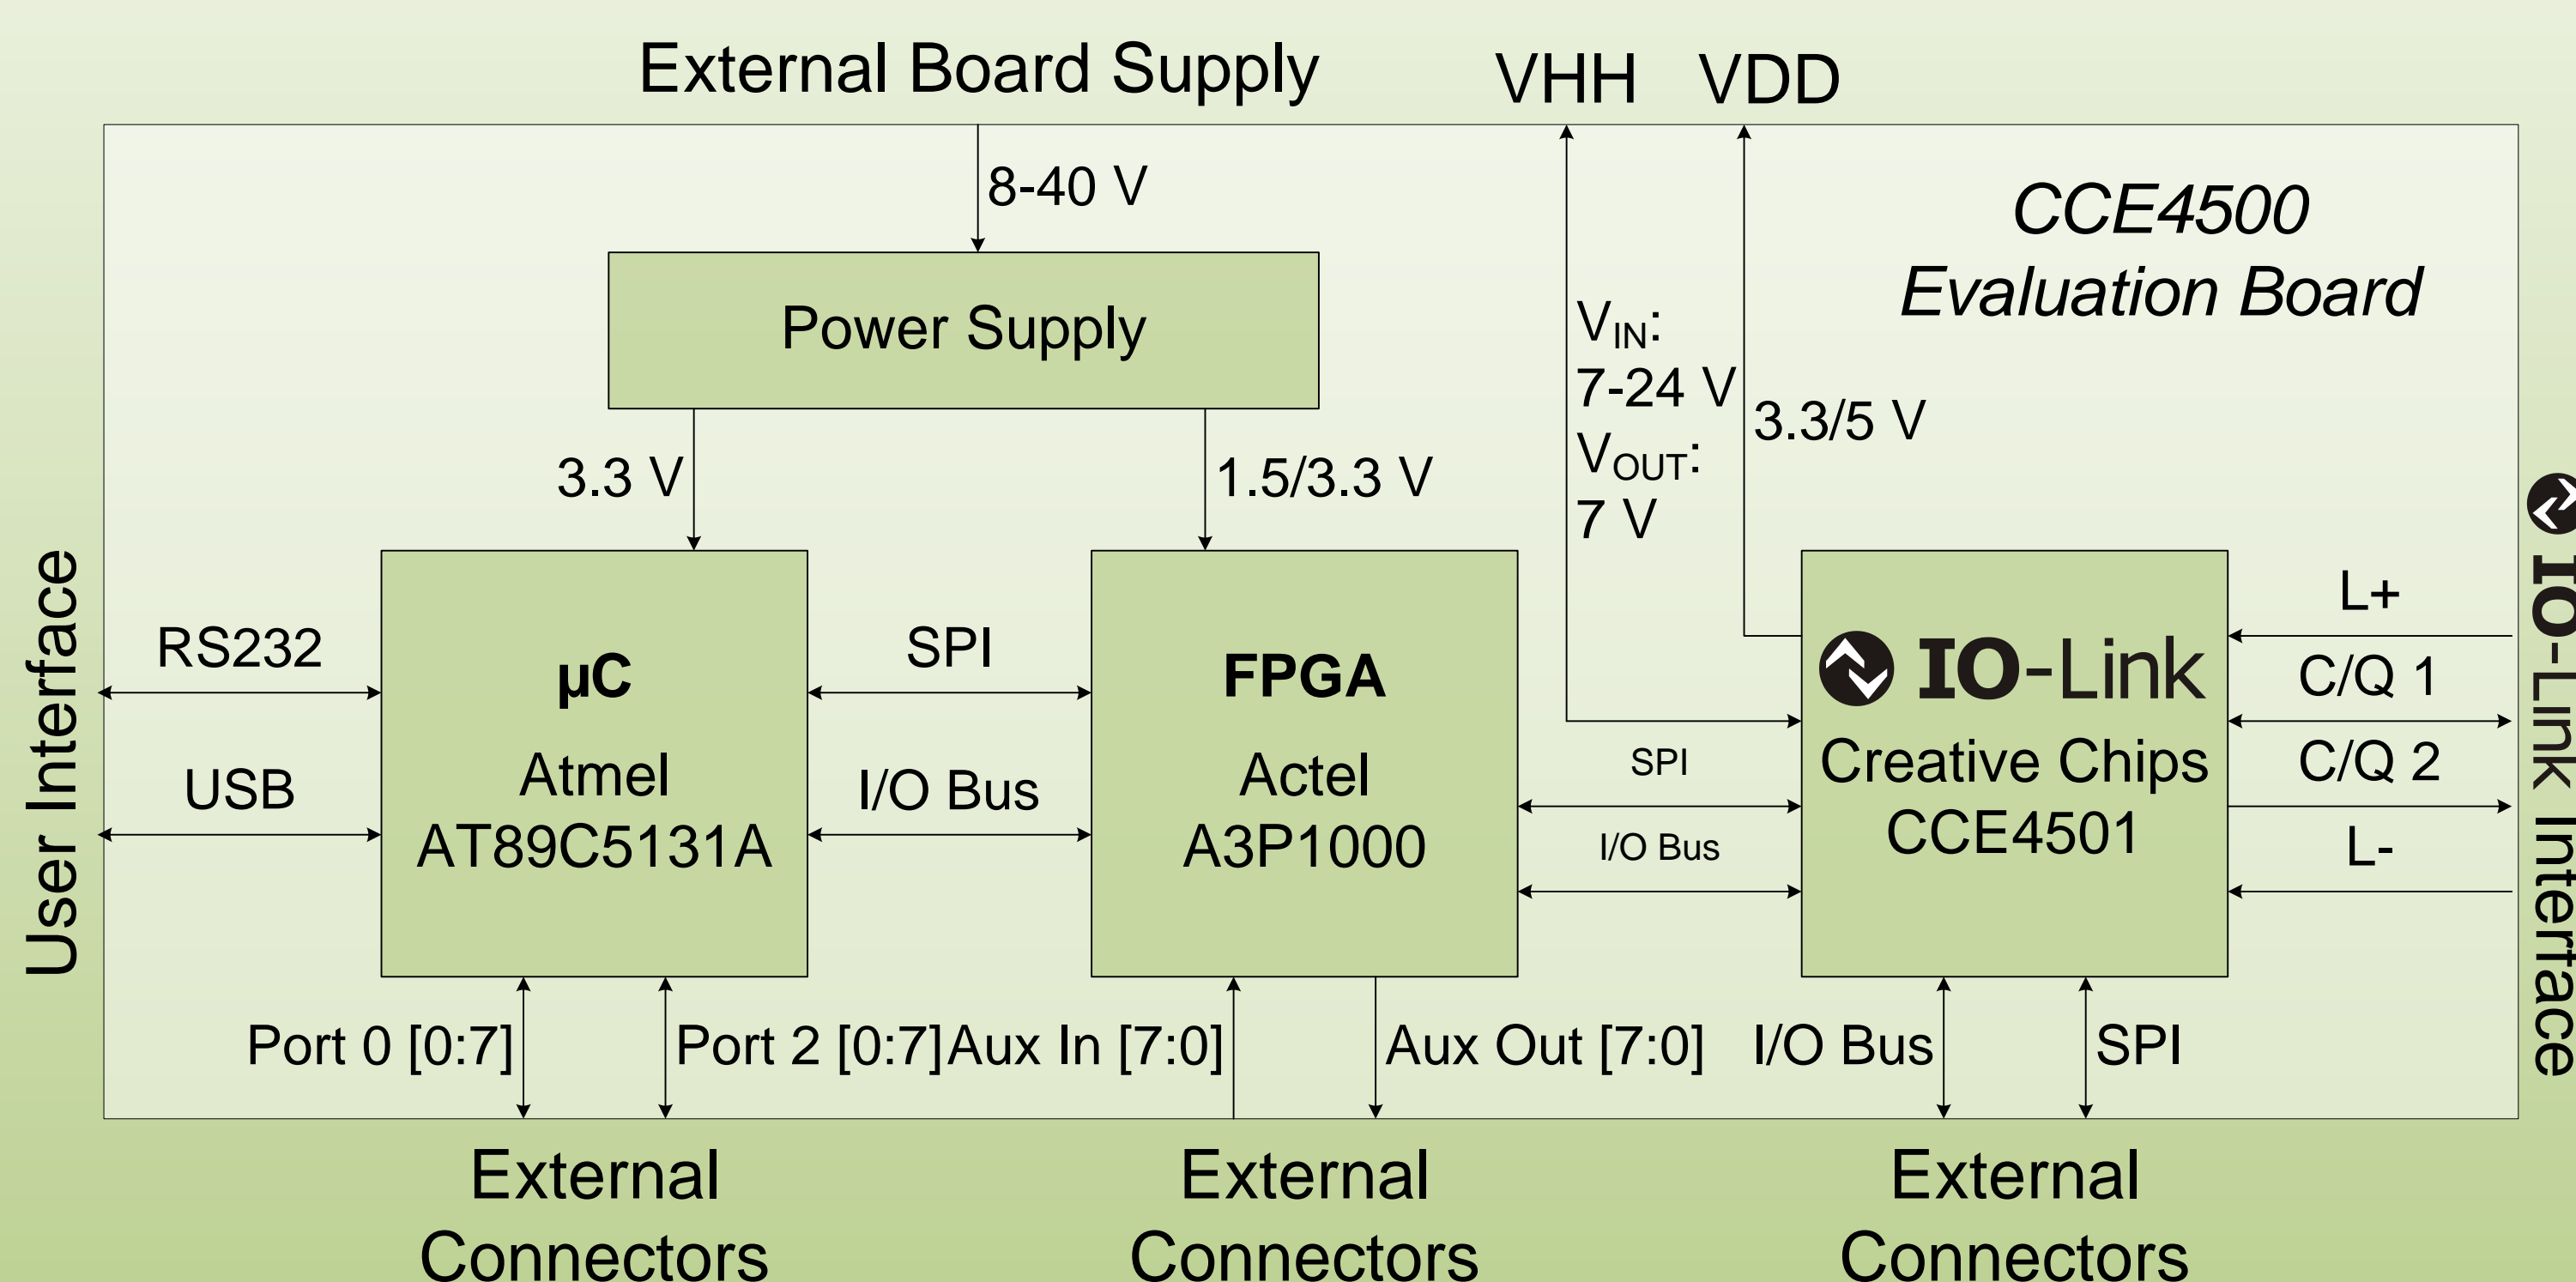 External Board Supply
VHH
VDD
8-40 V
CCE4500
Evaluation Board
Power Supply
V_IN:
7-24 V
V_OUT:
7 V
3.3/5 V
3.3 V
1.5/3.3 V
User Interface
RS232
USB
µC
Atmel
AT89C5131A
SPI
I/O Bus
FPGA
Actel
A3P1000
SPI
I/O Bus
IO-Link
Creative Chips
CCE4501
L+
C/Q 1
C/Q 2
L-
IO-Link Interface
Port 0 [0:7]
Port 2 [0:7]
Aux In [7:0]
Aux Out [7:0]
I/O Bus
SPI
External
Connectors
External
Connectors
External
Connectors